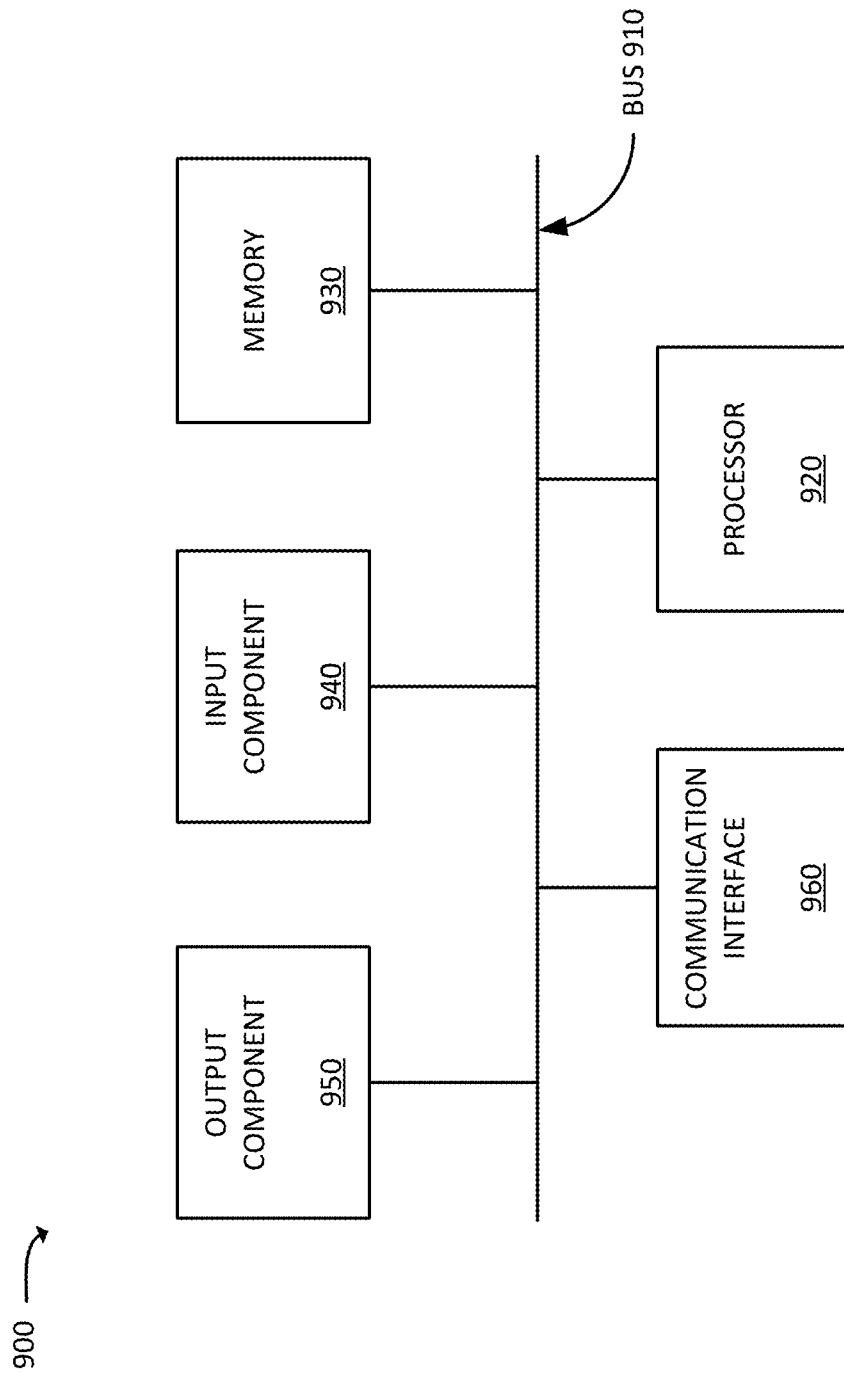 900
OUTPUT
COMPONENT
950
INPUT
COMPONENT
940
MEMORY
930
BUS 910
COMMUNICATION
INTERFACE
960
PROCESSOR
920